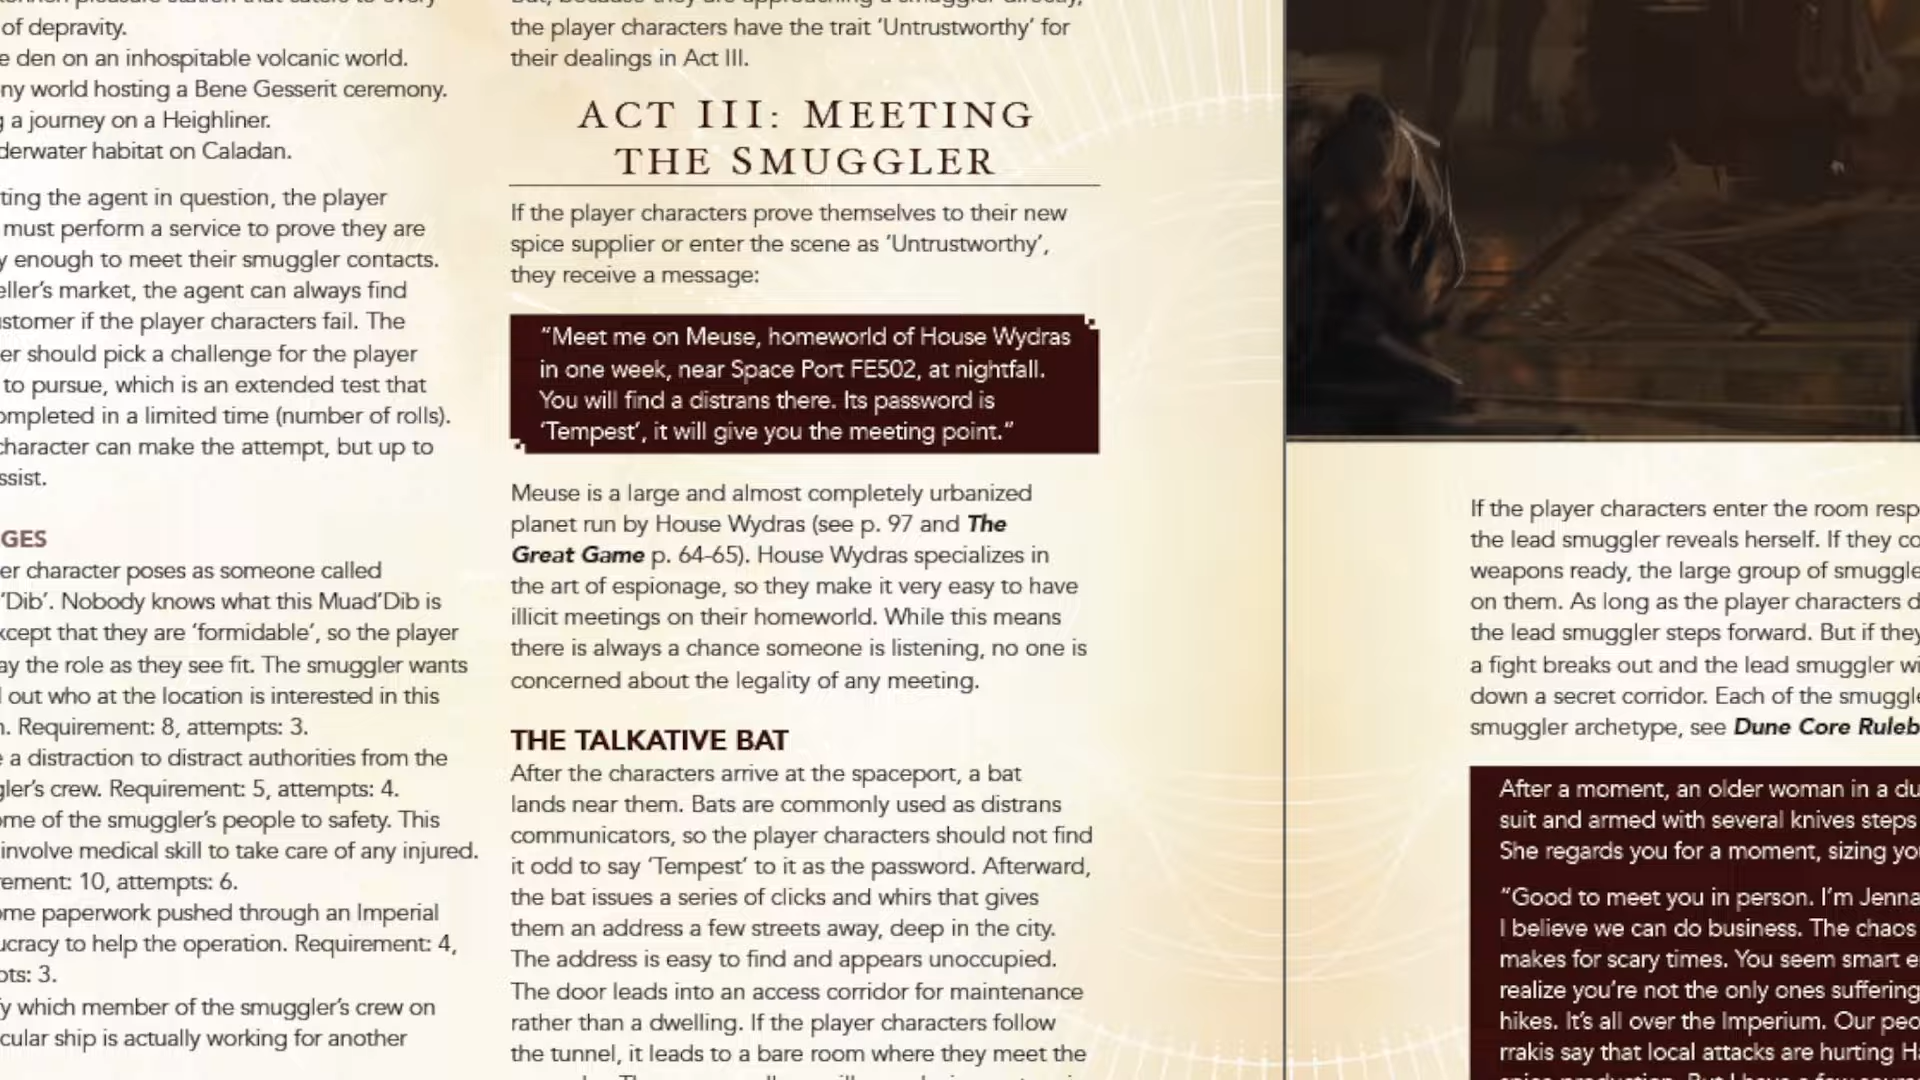 of depravity.
e den on an inhospitable volcanic world.
ny world hosting a Bene Gesserit ceremony.
g a journey on a Heighliner.
derwater habitat on Caladan.
ting the agent in question, the player
must perform a service to prove they are
y enough to meet their smuggler contacts.
eller’s market, the agent can always find
ustomer if the player characters fail. The
er should pick a challenge for the player
to pursue, which is an extended test that
ompleted in a limited time (number of rolls).
character can make the attempt, but up to
ssist.
GES
er character poses as someone called
’Dib’. Nobody knows what this Muad’Dib is
xcept that they are ‘formidable’, so the player
ay the role as they see fit. The smuggler wants
l out who at the location is interested in this
n. Requirement: 8, attempts: 3.
e a distraction to distract authorities from the
gler’s crew. Requirement: 5, attempts: 4.
ome of the smuggler’s people to safety. This
involve medical skill to take care of any injured.
rement: 10, attempts: 6.
ome paperwork pushed through an Imperial
ucracy to help the operation. Requirement: 4,
pts: 3.
fy which member of the smuggler’s crew on
cular ship is actually working for another
but, because they are approaching a smuggler directly,
the player characters have the trait ‘Untrustworthy’ for
their dealings in Act III.
ACT III: MEETING
THE SMUGGLER
If the player characters prove themselves to their new
spice supplier or enter the scene as ‘Untrustworthy’,
they receive a message:
“Meet me on Meuse, homeworld of House Wydras
in one week, near Space Port FE502, at nightfall.
You will find a distrans there. Its password is
‘Tempest’, it will give you the meeting point.”
Meuse is a large and almost completely urbanized
planet run by House Wydras (see p. 97 and The
Great Game p. 64-65). House Wydras specializes in
the art of espionage, so they make it very easy to have
illicit meetings on their homeworld. While this means
there is always a chance someone is listening, no one is
concerned about the legality of any meeting.
THE TALKATIVE BAT
After the characters arrive at the spaceport, a bat
lands near them. Bats are commonly used as distrans
communicators, so the player characters should not find
it odd to say ‘Tempest’ to it as the password. Afterward,
the bat issues a series of clicks and whirs that gives
them an address a few streets away, deep in the city.
The address is easy to find and appears unoccupied.
The door leads into an access corridor for maintenance
rather than a dwelling. If the player characters follow
the tunnel, it leads to a bare room where they meet the
If the player characters enter the room resp
the lead smuggler reveals herself. If they co
weapons ready, the large group of smuggle
on them. As long as the player characters d
the lead smuggler steps forward. But if they
a fight breaks out and the lead smuggler wi
down a secret corridor. Each of the smuggle
smuggler archetype, see Dune Core Ruleb
After a moment, an older woman in a du
suit and armed with several knives steps
She regards you for a moment, sizing yo
“Good to meet you in person. I’m Jenna
I believe we can do business. The chaos
makes for scary times. You seem smart e
realize you’re not the only ones suffering
hikes. It’s all over the Imperium. Our peo
rrakis say that local attacks are hurting Ha